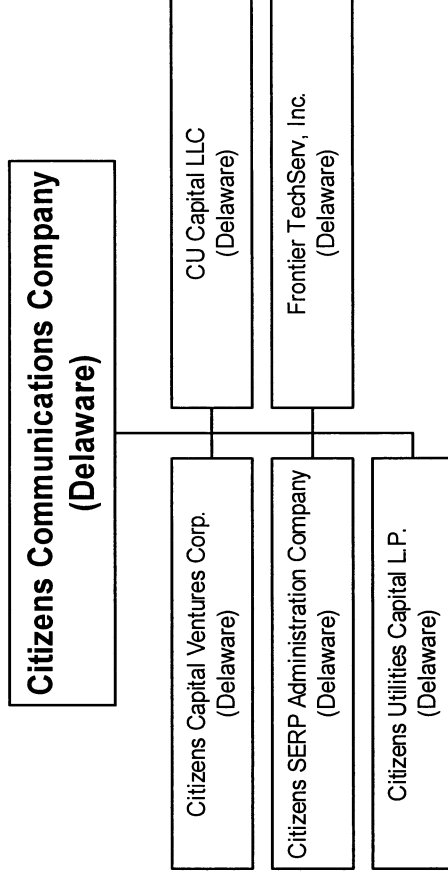 Citizens Communications Company
(Delaware)
Citizens Capital Ventures Corp.
(Delaware)
CU Capital LLC
(Delaware)
Citizens SERP Administration Company
(Delaware)
Frontier TechServ, Inc.
(Delaware)
Citizens Utilities Capital L.P.
(Delaware)